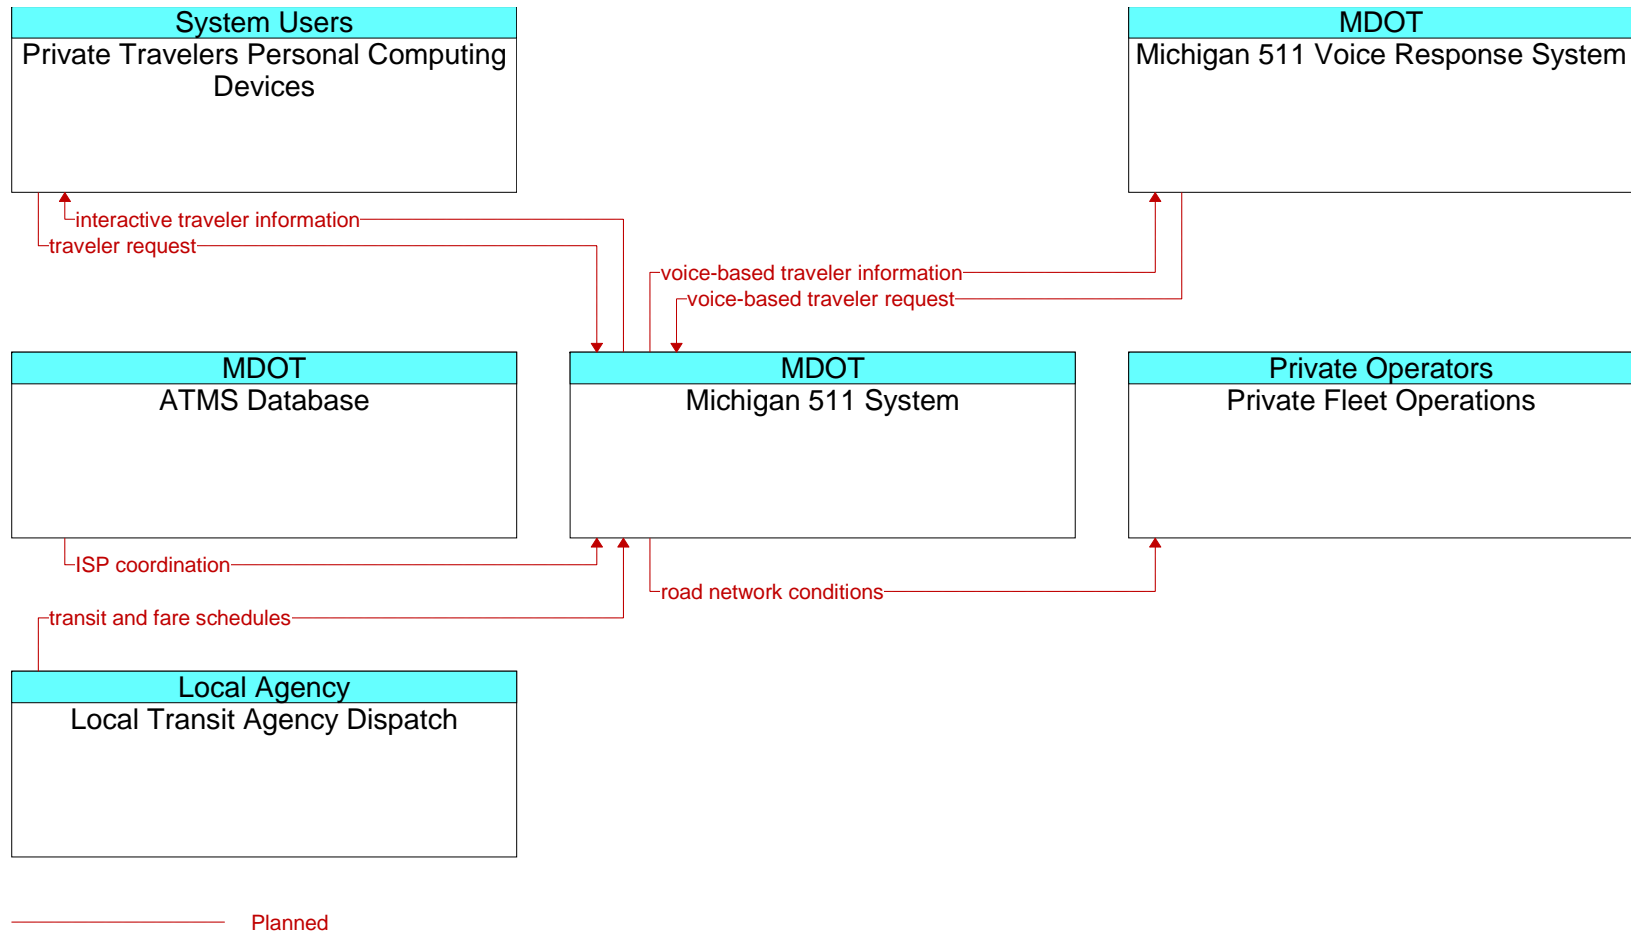 System Users
Private Travelers Personal Computing
Devices
MDOT
Michigan 511 Voice Response System
interactive traveler information
traveler request
voice-based traveler information
voice-based traveler request
MDOT
ATMS Database
MDOT
Michigan 511 System
Private Operators
Private Fleet Operations
ISP coordination
road network conditions
transit and fare schedules
Local Agency
Local Transit Agency Dispatch
Planned